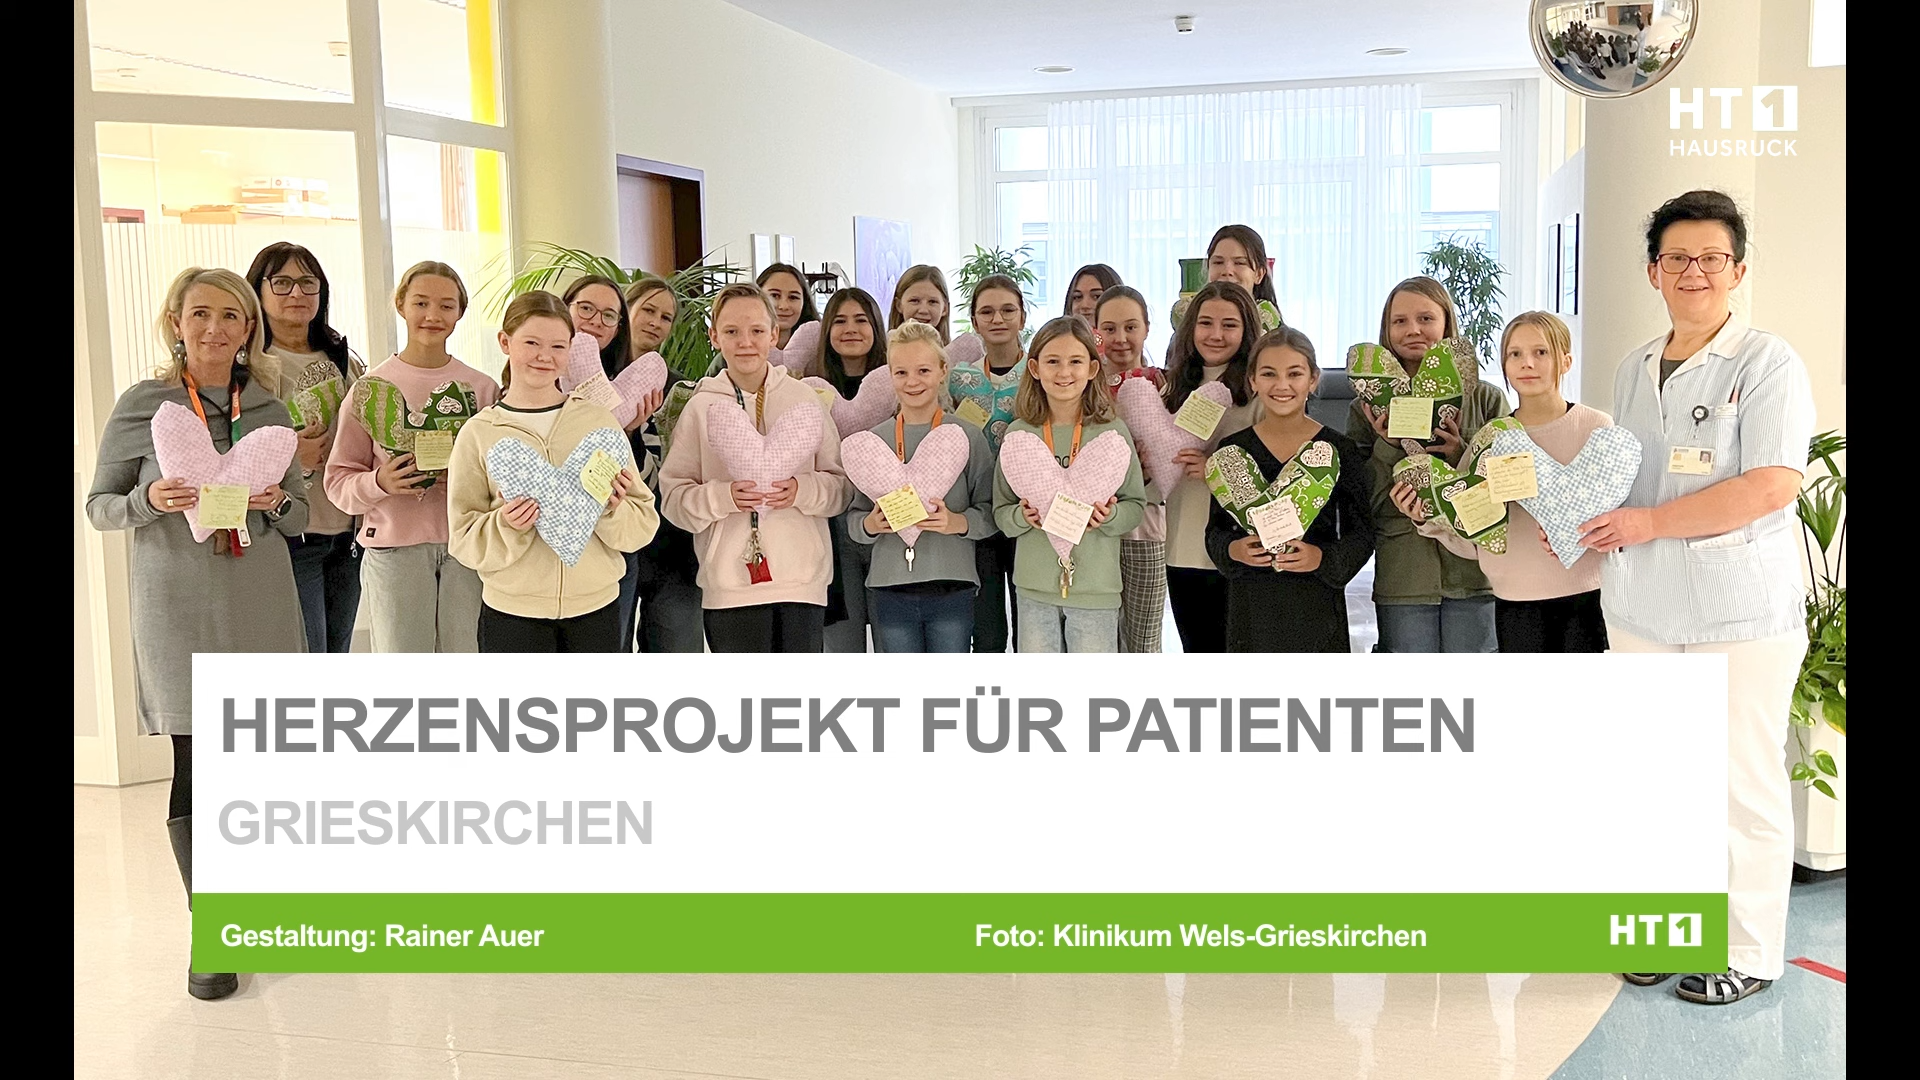 HT1
HAUSRUCK
HERZENSPROJEKT FÜR PATIENTEN
GRIESKIRCHEN
Gestaltung: Rainer Auer
Foto: Klinikum Wels-Grieskirchen
HT1